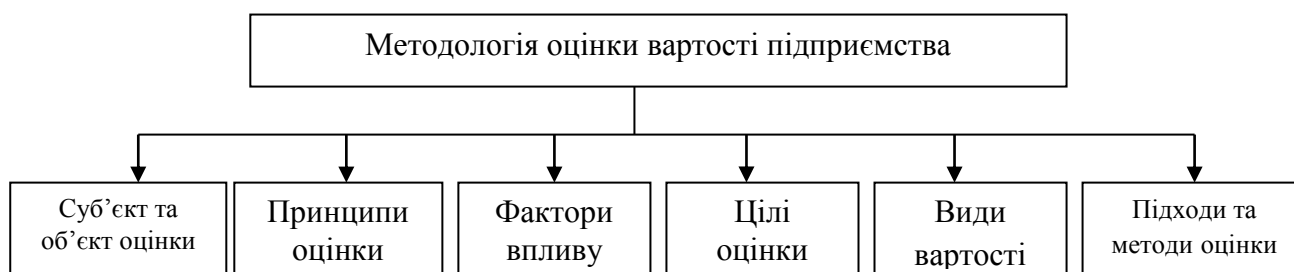 Методологія оцінки вартості підприємства
Суб’єкт та
об’єкт оцінки
Принципи
оцінки
Фактори
впливу
Цілі
оцінки
Види
вартості
Підходи та
методи оцінки